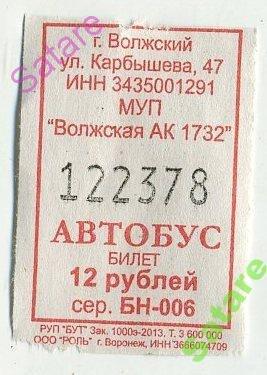 г. Волжский
ул. Карбышева, 47
ИНН 3435001291
МУП
"Волжская АК 1732"
122378
АВТОБУС
БИЛЕТ
12 рублей
сер. БН-006
РУП "БУТ" Зак. 1000з-2013. Т. 3 600 000
ООО "РОЛЬ" г. Воронеж, ИНН 3666074709
Satare
Satare